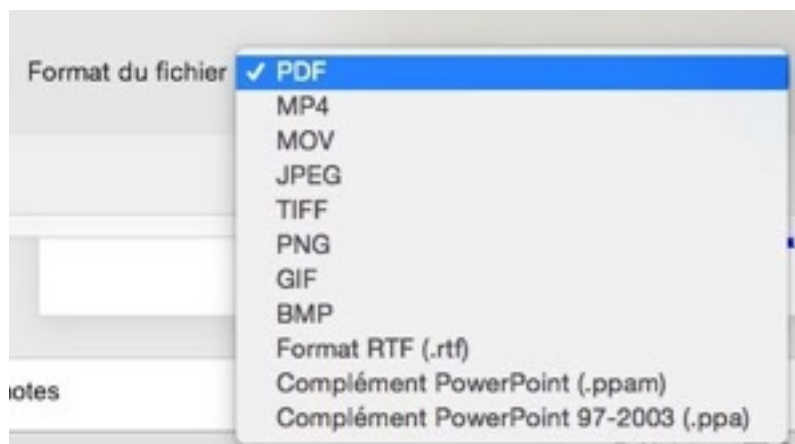 Format du fichier ✓ PDF
MP4
MOV
JPEG
TIFF
PNG
GIF
BMP
Format RTF (.rtf)
Complément PowerPoint (.ppam)
otes
Complément PowerPoint 97-2003 (.ppa)